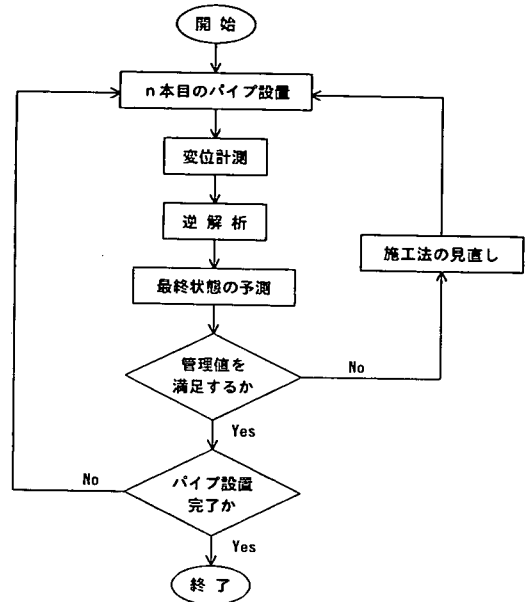 開始
n本目のパイプ設置
変位計測
逆解析
最終状態の予測
施工法の見直し
管理値を
満足するか
No
Yes
パイプ設置
完了か
No
Yes
終了